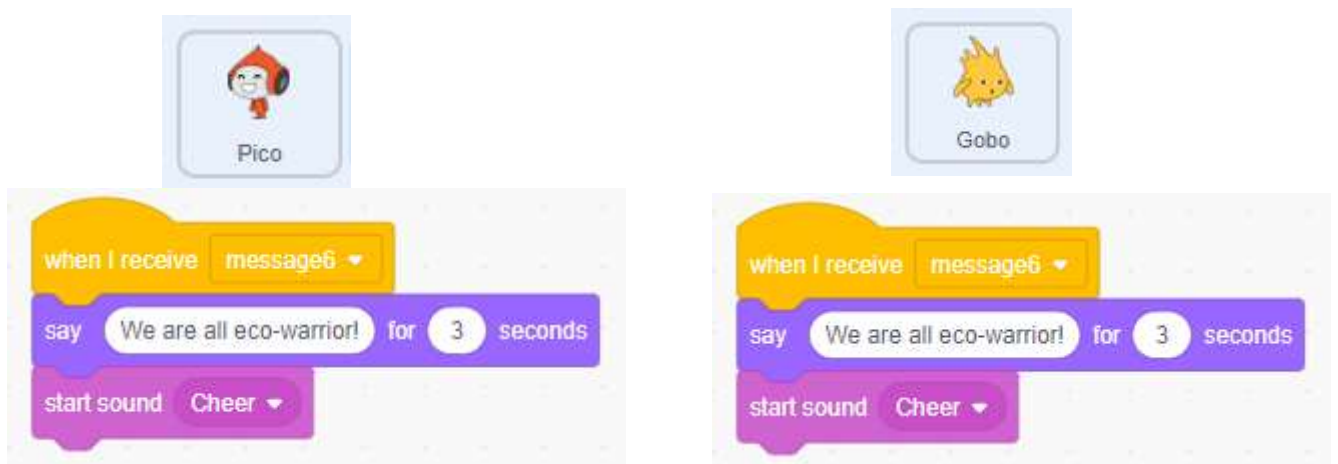 Pico
Gobo
when I receive message6
say We are all eco-warrior! for 3 seconds
start sound Cheer
when I receive message6
say We are all eco-warrior! for 3 seconds
start sound Cheer